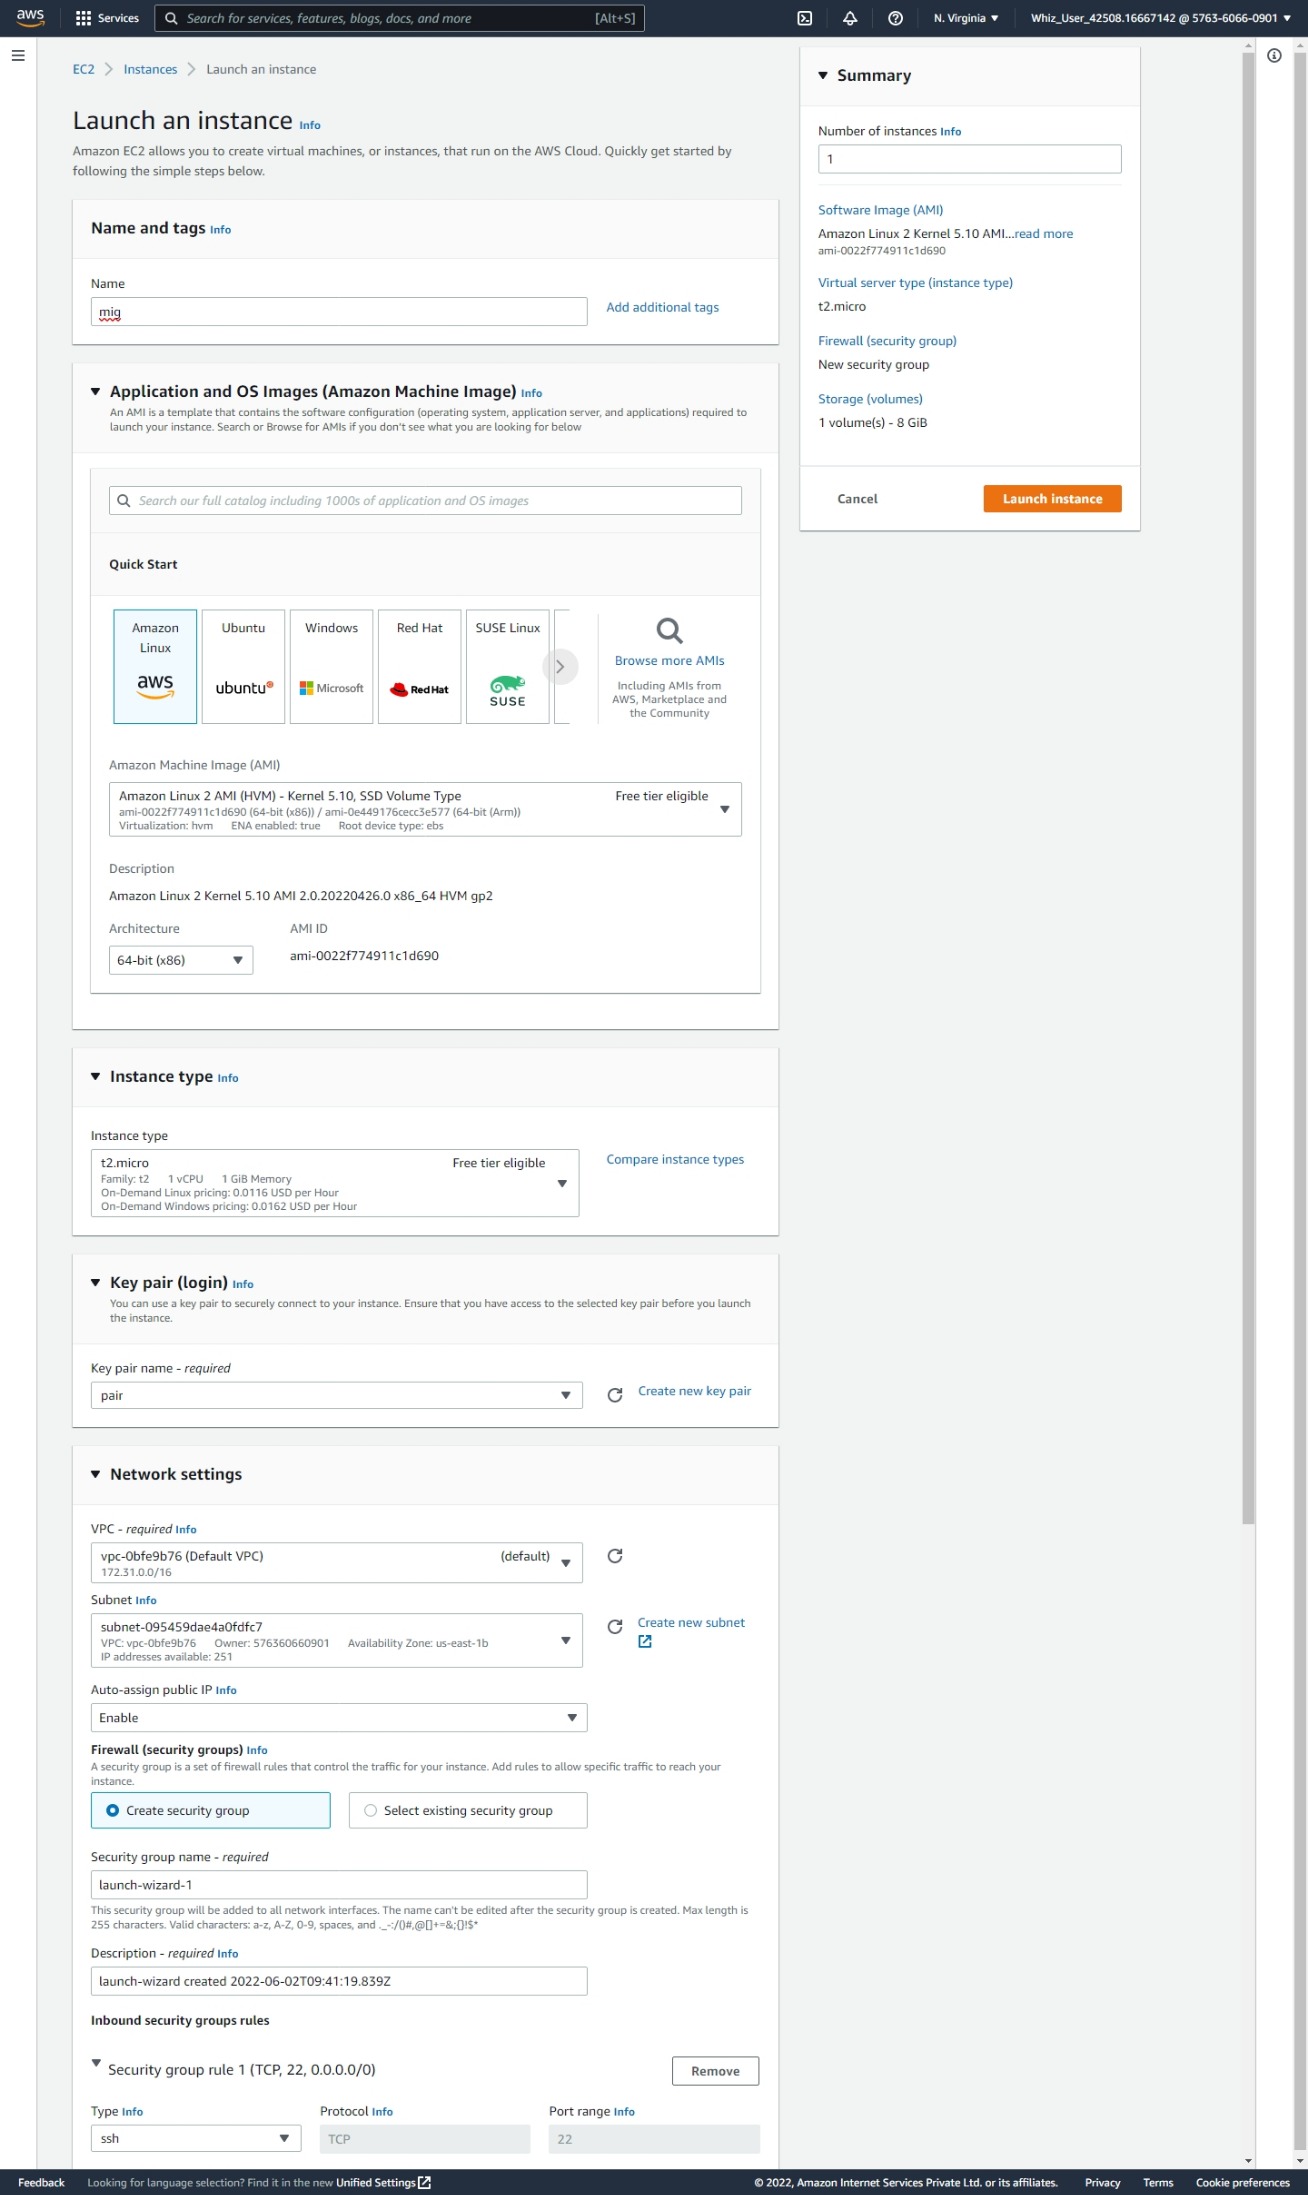 aws
Services
Search for services, features, blogs, docs, and more [Alt+S]
N. Virginia
Whiz_User_42508.16667142 @ 5763-6066-0901
EC2 > Instances > Launch an instance
Launch an instance Info
Amazon EC2 allows you to create virtual machines, or instances, that run on the AWS Cloud. Quickly get started by
following the simple steps below.
Name and tags Info
Name
mig
Add additional tags
Application and OS Images (Amazon Machine Image) Info
An AMI is a template that contains the software configuration (operating system, application server, and applications) required to
launch your instance. Search or Browse for AMIs if you don't see what you are looking for below
Search our full catalog including 1000s of application and OS images
Quick Start
Amazon
Linux
aws
Ubuntu
ubuntu
Windows
Microsoft
Red Hat
Red Hat
SUSE Linux
SUSE
Browse more AMIs
Including AMIs from
AWS, Marketplace and
the Community
Amazon Machine Image (AMI)
Amazon Linux 2 AMI (HVM) - Kernel 5.10, SSD Volume Type Free tier eligible
ami-0022f774911c1d690 (64-bit (x86)) / ami-0e449176cecc3e577 (64-bit (Arm))
Virtualization: hvm ENA enabled: true Root device type: ebs
Description
Amazon Linux 2 Kernel 5.10 AMI 2.0.20220426.0 x86_64 HVM gp2
Architecture AMI ID
64-bit (x86) ami-0022f774911c1d690
Instance type Info
Instance type
t2.micro Free tier eligible
Family: t2 1 vCPU 1 GiB Memory
On-Demand Linux pricing: 0.0116 USD per Hour
On-Demand Windows pricing: 0.0162 USD per Hour
Compare instance types
Key pair (login) Info
You can use a key pair to securely connect to your instance. Ensure that you have access to the selected key pair before you launch
the instance.
Key pair name - required
pair
Create new key pair
Network settings
VPC - required Info
vpc-0bfe9b76 (Default VPC) (default)
172.31.0.0/16
Subnet Info
subnet-095459dae4a0fdfc7
VPC: vpc-0bfe9b76 Owner: 576360660901 Availability Zone: us-east-1b
IP addresses available: 251
Create new subnet
Auto-assign public IP Info
Enable
Firewall (security groups) Info
A security group is a set of firewall rules that control the traffic for your instance. Add rules to allow specific traffic to reach your
instance.
Create security group
Select existing security group
Security group name - required
launch-wizard-1
This security group will be added to all network interfaces. The name can't be edited after the security group is created. Max length is
255 characters. Valid characters: a-z, A-Z, 0-9, spaces, and ._-:/()#,@[]+=&;{}!$*
Description - required Info
launch-wizard created 2022-06-02T09:41:19.839Z
Inbound security groups rules
Security group rule 1 (TCP, 22, 0.0.0.0/0)
Remove
Type Info Protocol Info Port range Info
ssh TCP 22
Summary
Number of instances Info
1
Software Image (AMI)
Amazon Linux 2 Kernel 5.10 AMI...read more
ami-0022f774911c1d690
Virtual server type (instance type)
t2.micro
Firewall (security group)
New security group
Storage (volumes)
1 volume(s) - 8 GiB
Cancel
Launch instance
Feedback Looking for language selection? Find it in the new Unified Settings
© 2022, Amazon Internet Services Private Ltd. or its affiliates. Privacy Terms Cookie preferences